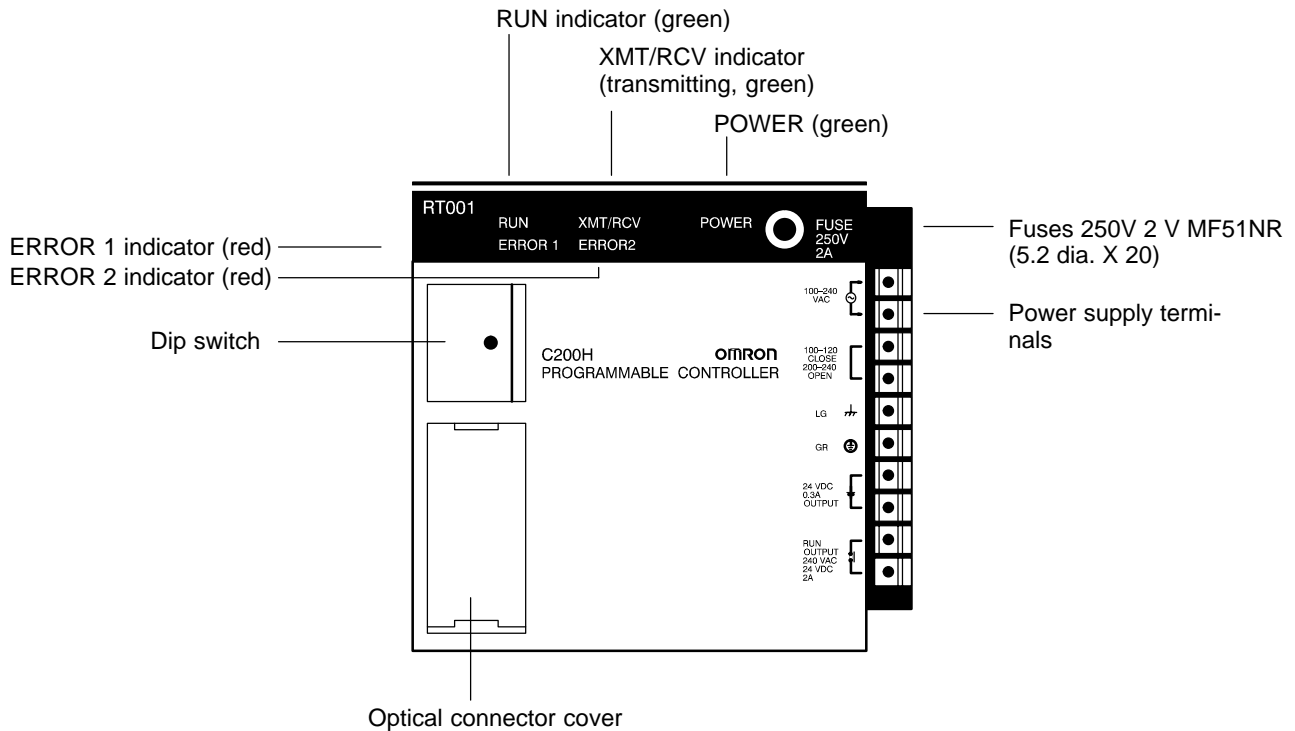 RUN indicator (green)
XMT/RCV indicator
(transmitting, green)
POWER (green)
RT001
RUN
XMT/RCV
POWER
FUSE
250V
2A
ERROR 1
ERROR2
ERROR 1 indicator (red)
ERROR 2 indicator (red)
Fuses 250V 2 V MF51NR
(5.2 dia. X 20)
Power supply termi-
nals
Dip switch
C200H
OMRON
PROGRAMMABLE CONTROLLER
100–240
VAC
100–120
CLOSE
200–240
OPEN
LG
GR
24 VDC
0.3A
OUTPUT
RUN
OUTPUT
240 VAC
24 VDC
2A
Optical connector cover